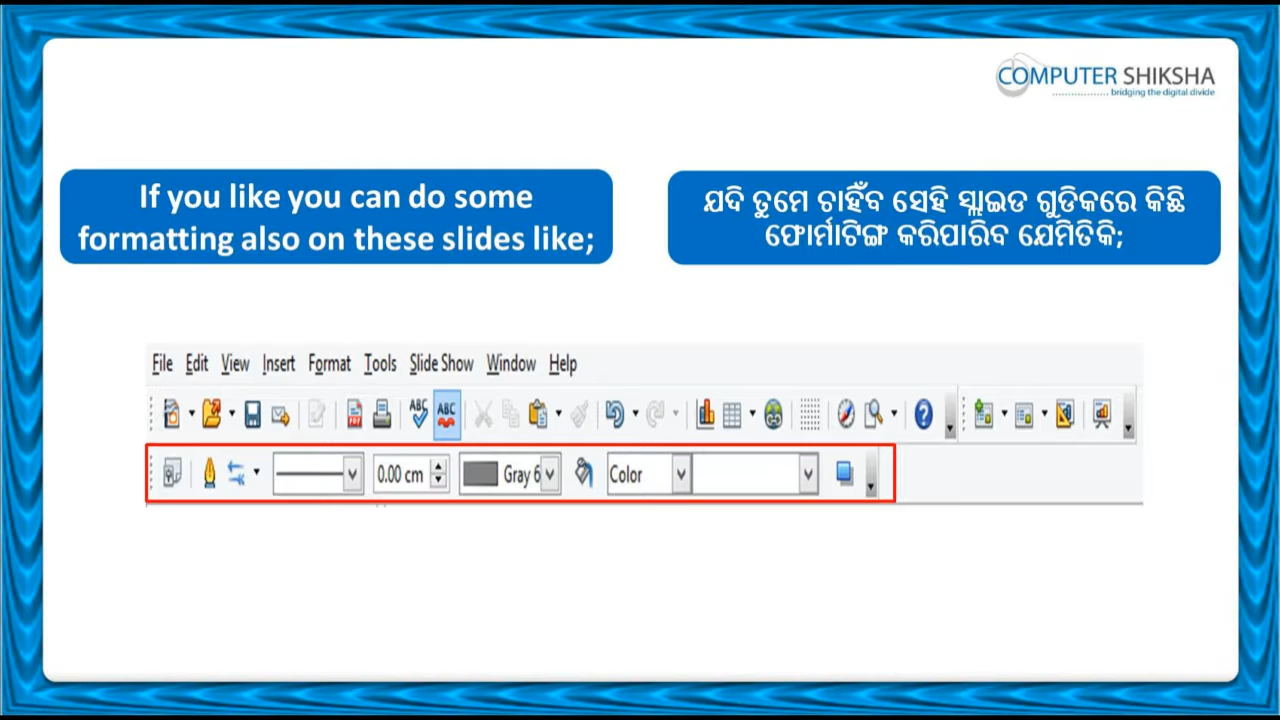 COMPUTER SHIKSHA
bridging the digital divide
If you like you can do some
formatting also on these slides like;
ଯଦି ତୁମେ ଚାହିଁବ ସେହି ସ୍ଲାଇଡ ଗୁଡିକରେ କିଛି
ଫୋର୍ମାଟିଙ୍ଗ କରିପାରିବ ଯେମିତିକି;
File Edit View Insert Format Tools Slide Show Window Help
ABC ABC
0.00 cm Gray 6 Color